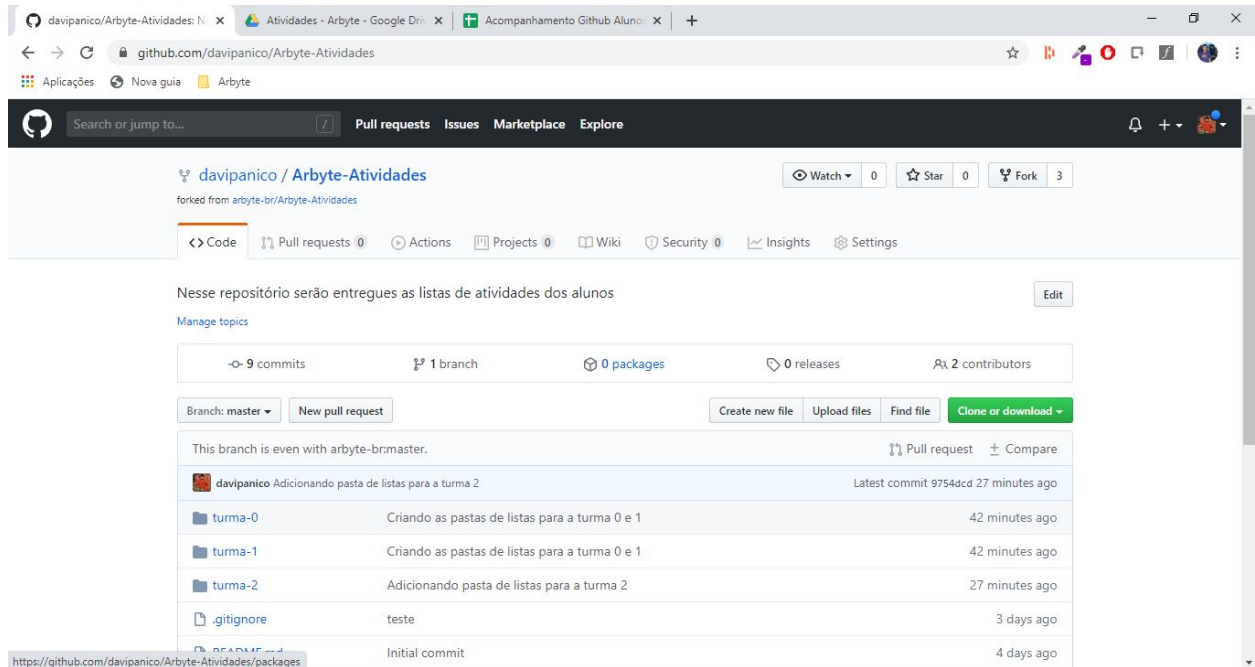 davipanico/Arbyte-Atividades: N
Atividades - Arbyte - Google Driv
Acompanhamento Github Aluno
github.com/davipanico/Arbyte-Atividades
Aplicações Nova guia Arbyte
Search or jump to... / Pull requests Issues Marketplace Explore
davipanico / Arbyte-Atividades Watch 0 Star 0 Fork 3
forked from arbyte-br/Arbyte-Atividades
Code Pull requests 0 Actions Projects 0 Wiki Security 0 Insights Settings
Nesse repositório serão entregues as listas de atividades dos alunos Edit
Manage topics
9 commits 1 branch 0 packages 0 releases 2 contributors
Branch: master New pull request Create new file Upload files Find file Clone or download
This branch is even with arbyte-br:master. Pull request Compare
davipanico Adicionando pasta de listas para a turma 2 Latest commit 9754dcd 27 minutes ago
turma-0 Criando as pastas de listas para a turma 0 e 1 42 minutes ago
turma-1 Criando as pastas de listas para a turma 0 e 1 42 minutes ago
turma-2 Adicionando pasta de listas para a turma 2 27 minutes ago
.gitignore teste 3 days ago
README.md Initial commit 4 days ago
https://github.com/davipanico/Arbyte-Atividades/packages